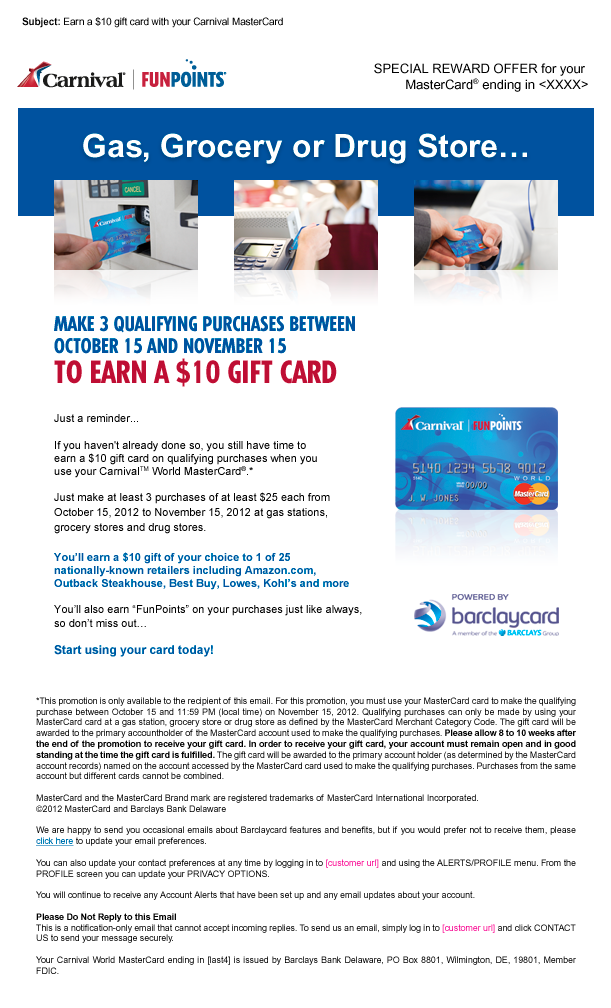 Subject: Earn a $10 gift card with your Carnival MasterCard
Carnival® | FUNPOINTS®
SPECIAL REWARD OFFER for your
MasterCard® ending in <XXXX>
Gas, Grocery or Drug Store…
CANCEL
Carnival
MAKE 3 QUALIFYING PURCHASES BETWEEN
OCTOBER 15 AND NOVEMBER 15
TO EARN A $10 GIFT CARD
Just a reminder...
If you haven't already done so, you still have time to
earn a $10 gift card on qualifying purchases when you
use your Carnival™ World MasterCard®.*
Just make at least 3 purchases of at least $25 each from
October 15, 2012 to November 15, 2012 at gas stations,
grocery stores and drug stores.
You'll earn a $10 gift of your choice to 1 of 25
nationally-known retailers including Amazon.com,
Outback Steakhouse, Best Buy, Lowes, Kohl's and more
You'll also earn “FunPoints” on your purchases just like always,
so don't miss out…
Start using your card today!
Carnival | FUNPOINTS
5140 1234 5678 9012
5140
00/00
WORLD
J. W. JONES
MasterCard
POWERED BY
barclaycard
A member of the BARCLAYS Group
*This promotion is only available to the recipient of this email. For this promotion, you must use your MasterCard card to make the qualifying
purchase between October 15 and 11:59 PM (local time) on November 15, 2012. Qualifying purchases can only be made by using your
MasterCard card at a gas station, grocery store or drug store as defined by the MasterCard Merchant Category Code. The gift card will be
awarded to the primary accountholder of the MasterCard account used to make the qualifying purchases. Please allow 8 to 10 weeks after
the end of the promotion to receive your gift card. In order to receive your gift card, your account must remain open and in good
standing at the time the gift card is fulfilled. The gift card will be awarded to the primary account holder (as determined by the MasterCard
account records) named on the account accessed by the MasterCard card used to make the qualifying purchases. Purchases from the same
account but different cards cannot be combined.
MasterCard and the MasterCard Brand mark are registered trademarks of MasterCard International Incorporated.
©2012 MasterCard and Barclays Bank Delaware
We are happy to send you occasional emails about Barclaycard features and benefits, but if you would prefer not to receive them, please
click here to update your email preferences.
You can also update your contact preferences at any time by logging in to [customer url] and using the ALERTS/PROFILE menu. From the
PROFILE screen you can update your PRIVACY OPTIONS.
You will continue to receive any Account Alerts that have been set up and any email updates about your account.
Please Do Not Reply to this Email
This is a notification-only email that cannot accept incoming replies. To send us an email, simply log in to [customer url] and click CONTACT
US to send your message securely.
Your Carnival World MasterCard ending in [last4] is issued by Barclays Bank Delaware, PO Box 8801, Wilmington, DE, 19801, Member
FDIC.